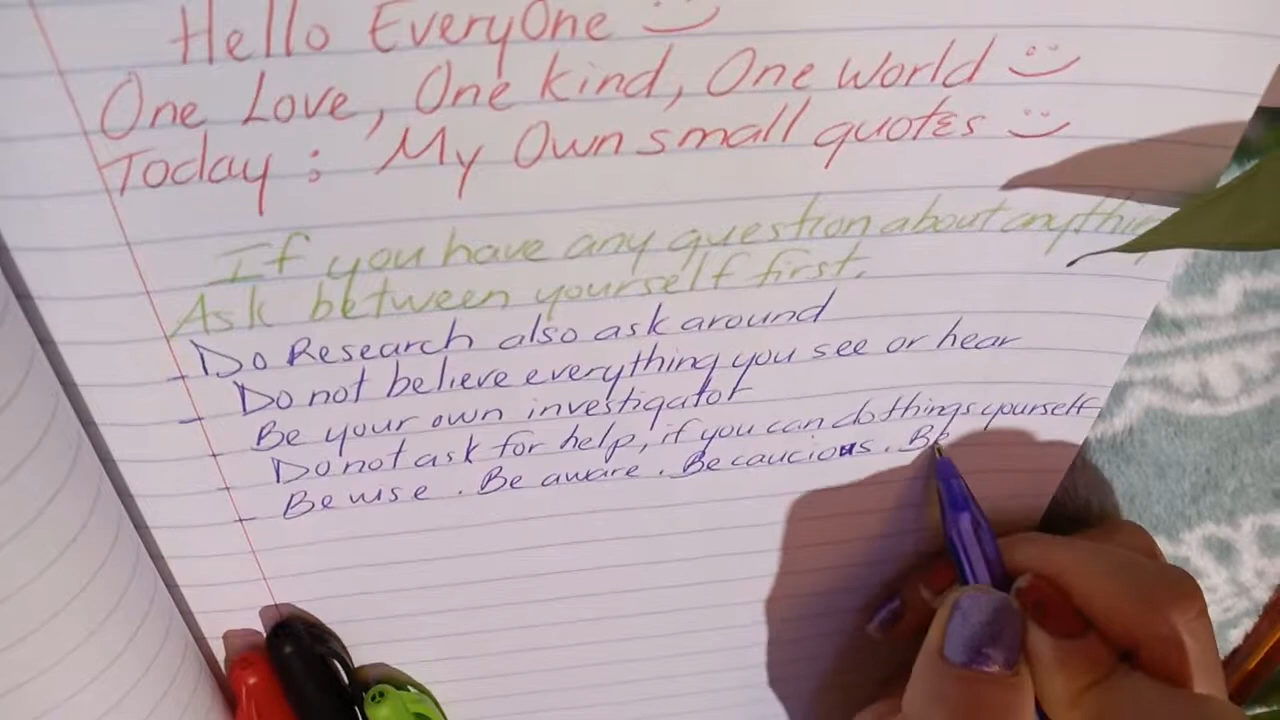 Hello EveryOne :)
One Love, One kind, One World :)
Today : My Own small quotes :)
If you have any question about anything
Ask between yourself first.
- Do Research also ask around
- Do not believe everything you see or hear
Be your own investigator
- Do not ask for help, if you can do things yourself
- Be wise . Be aware . Be caucious . Be